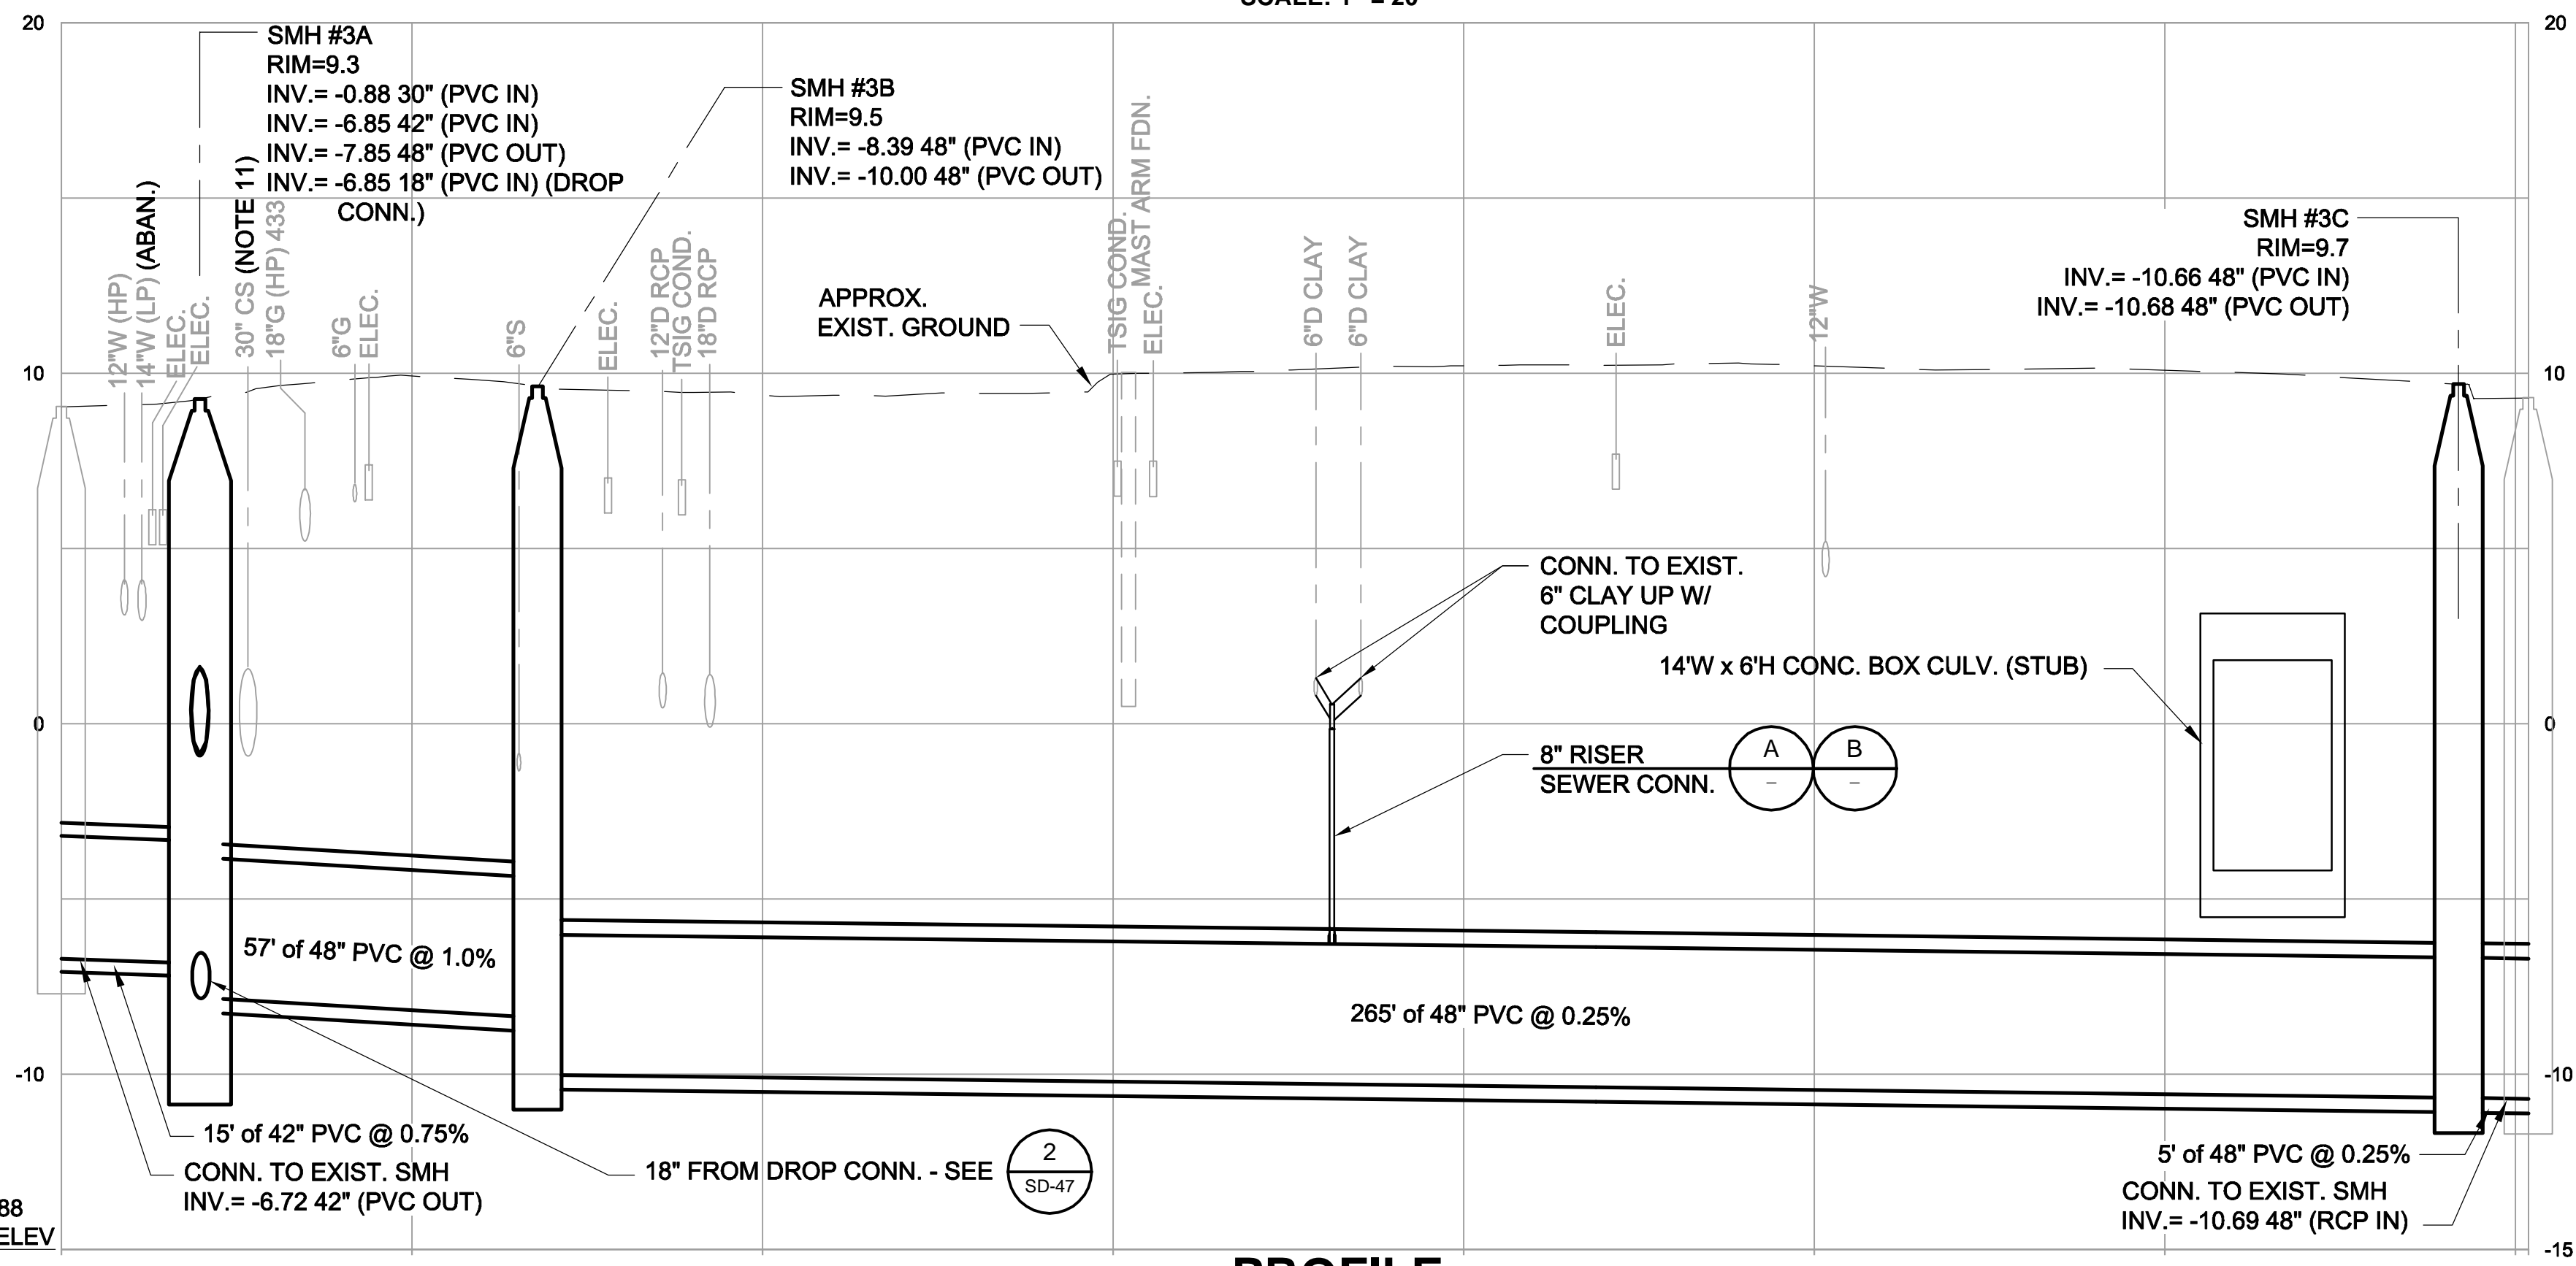 20
20
SMH #3A
RIM=9.3
INV.= -0.88 30" (PVC IN)
INV.= -6.85 42" (PVC IN)
INV.= -7.85 48" (PVC OUT)
INV.= -6.85 18" (PVC IN) (DROP
CONN.)
SMH #3B
RIM=9.5
INV.= -8.39 48" (PVC IN)
INV.= -10.00 48" (PVC OUT)
SMH #3C
RIM=9.7
INV.= -10.66 48" (PVC IN)
INV.= -10.68 48" (PVC OUT)
12"W (HP)
14"W (LP) (ABAN.)
ELEC.
ELEC.
30" CS (NOTE 11)
18"G (HP) 433
6"G
ELEC.
6"S
ELEC.
12"D RCP
TSIG COND.
18"D RCP
APPROX.
EXIST. GROUND
TSIG COND.
MAST ARM FDN.
ELEC.
6"D CLAY
6"D CLAY
ELEC.
12"W
10
10
CONN. TO EXIST.
6" CLAY UP W/
COUPLING
14'W x 6'H CONC. BOX CULV. (STUB)
0
0
8" RISER
SEWER CONN.
A
-
B
-
57' of 48" PVC @ 1.0%
265' of 48" PVC @ 0.25%
-10
-10
15' of 42" PVC @ 0.75%
CONN. TO EXIST. SMH
INV.= -6.72 42" (PVC OUT)
18" FROM DROP CONN. - SEE
2
SD-47
5' of 48" PVC @ 0.25%
CONN. TO EXIST. SMH
INV.= -10.69 48" (RCP IN)
88
ELEV
-15